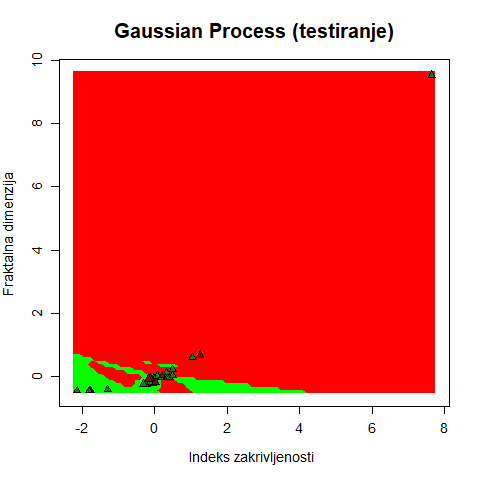 Gaussian Process (testiranje)
10
8
6
4
2
0
Fraktalna dimenzija
-2 0 2 4 6 8
Indeks zakrivljenosti